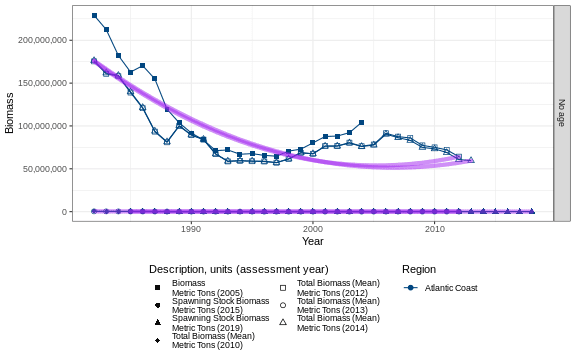 200,000,000
150,000,000
100,000,000
50,000,000
0
Biomass
No age
1990
2000
2010
Year
Description, units (assessment year)
Biomass
Metric Tons (2005)
Spawning Stock Biomass
Metric Tons (2015)
Spawning Stock Biomass
Metric Tons (2019)
Total Biomass (Mean)
Metric Tons (2010)
Total Biomass (Mean)
Metric Tons (2012)
Total Biomass (Mean)
Metric Tons (2013)
Total Biomass (Mean)
Metric Tons (2014)
Region
Atlantic Coast